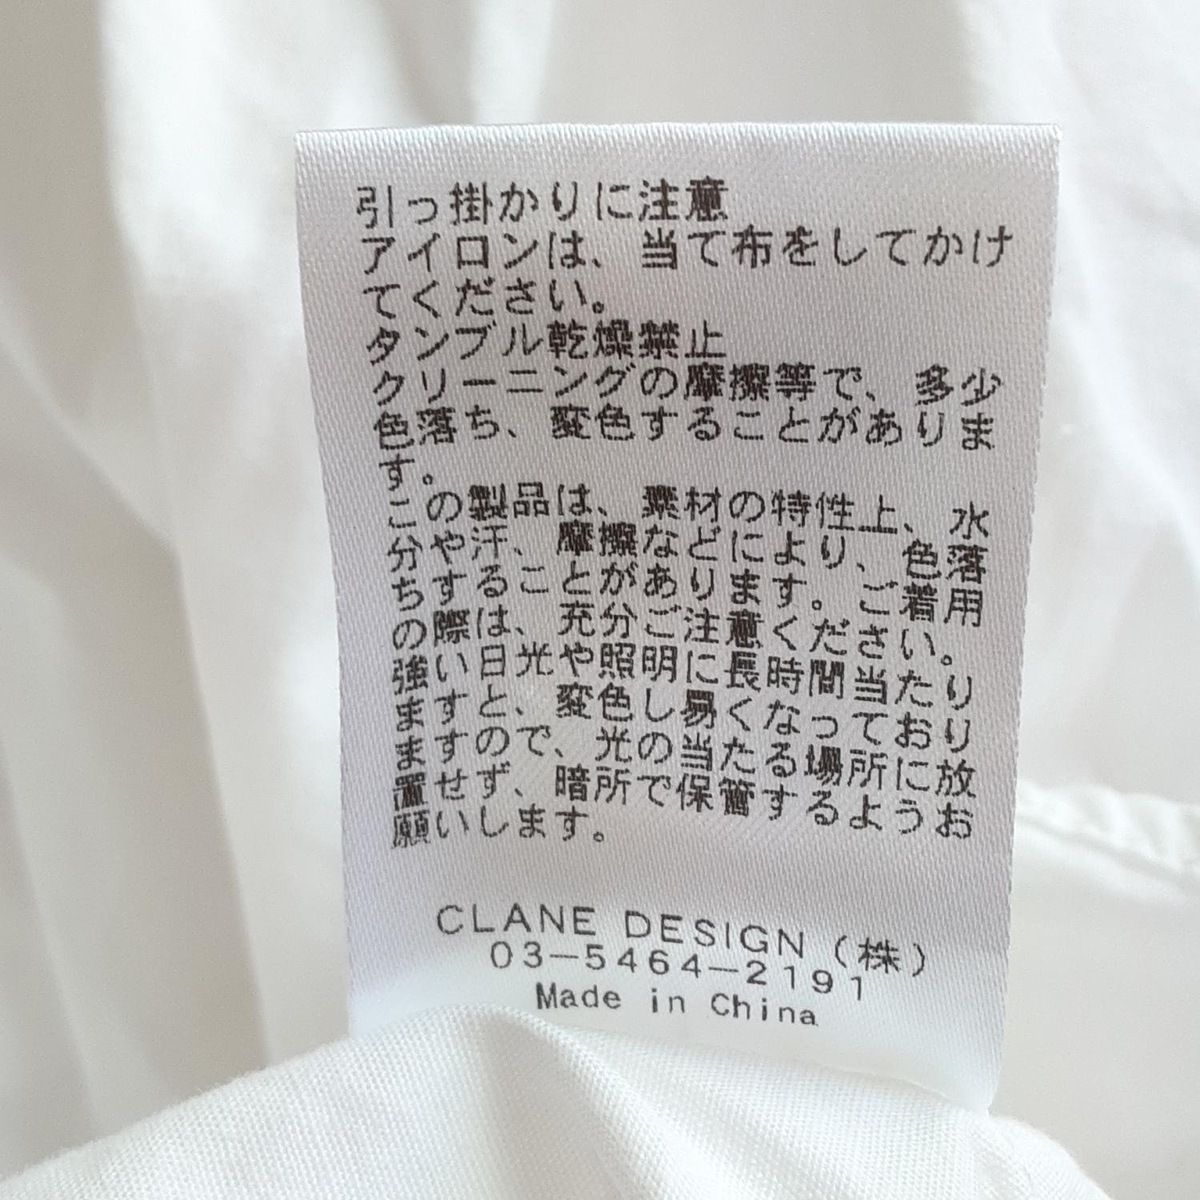 引っ掛かりに注意
アイロンは、当て布をしてかけ
てください。
タンブル乾燥禁止
クリーニングの摩擦等で、多少
色落ち、変色することがありま
す。
この製品は、素材の特性上、水
分や汗、摩擦などにより、色落
ちすることがあります。ご着用
の際は、充分ご注意ください。
強い日光や照明に長時間当たり
ますと、変色し易くなっており
ますので、光の当たる場所に放
置せず、暗所で保管するようお
願いします。
CLANE DESIGN (株)
03-5464-2191
Made in China